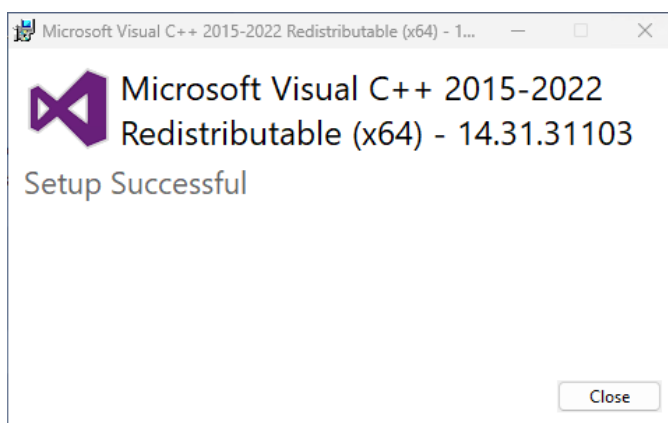 Microsoft Visual C++ 2015-2022 Redistributable (x64) - 1...
Microsoft Visual C++ 2015-2022
Redistributable (x64) - 14.31.31103
Setup Successful
Close